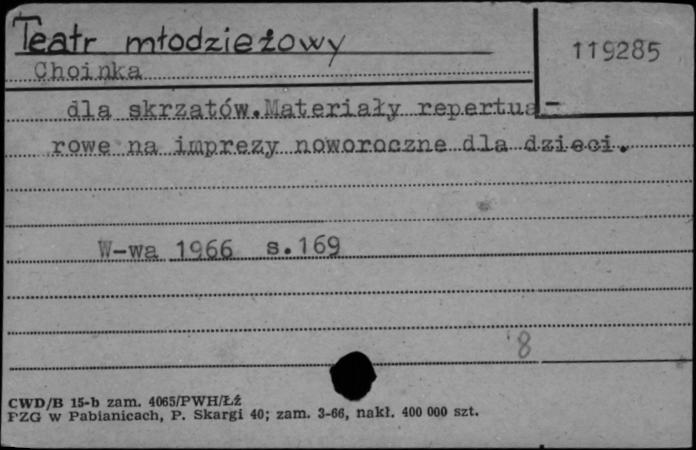 Teatr młodzieżowy
119285
Choinka
dla skrzatów.Materiały repertua-
rowe na imprezy noworoczne dla dzieci.
W-wa 1966 s.169
8
CWD/B 15-b zam. 4065/PWH/Łź
PZG w Pabianicach, P. Skargi 40; zam. 3-66, nakł. 400 000 szt.